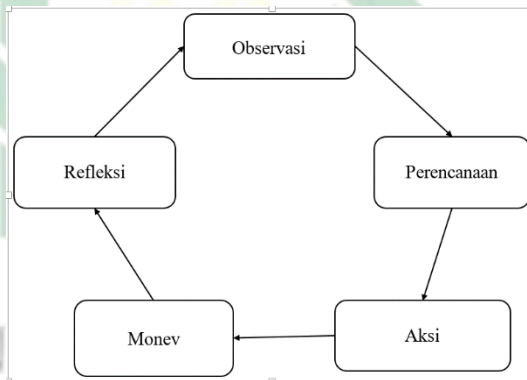 Observasi
Refleksi
Perencanaan
Monev
Aksi